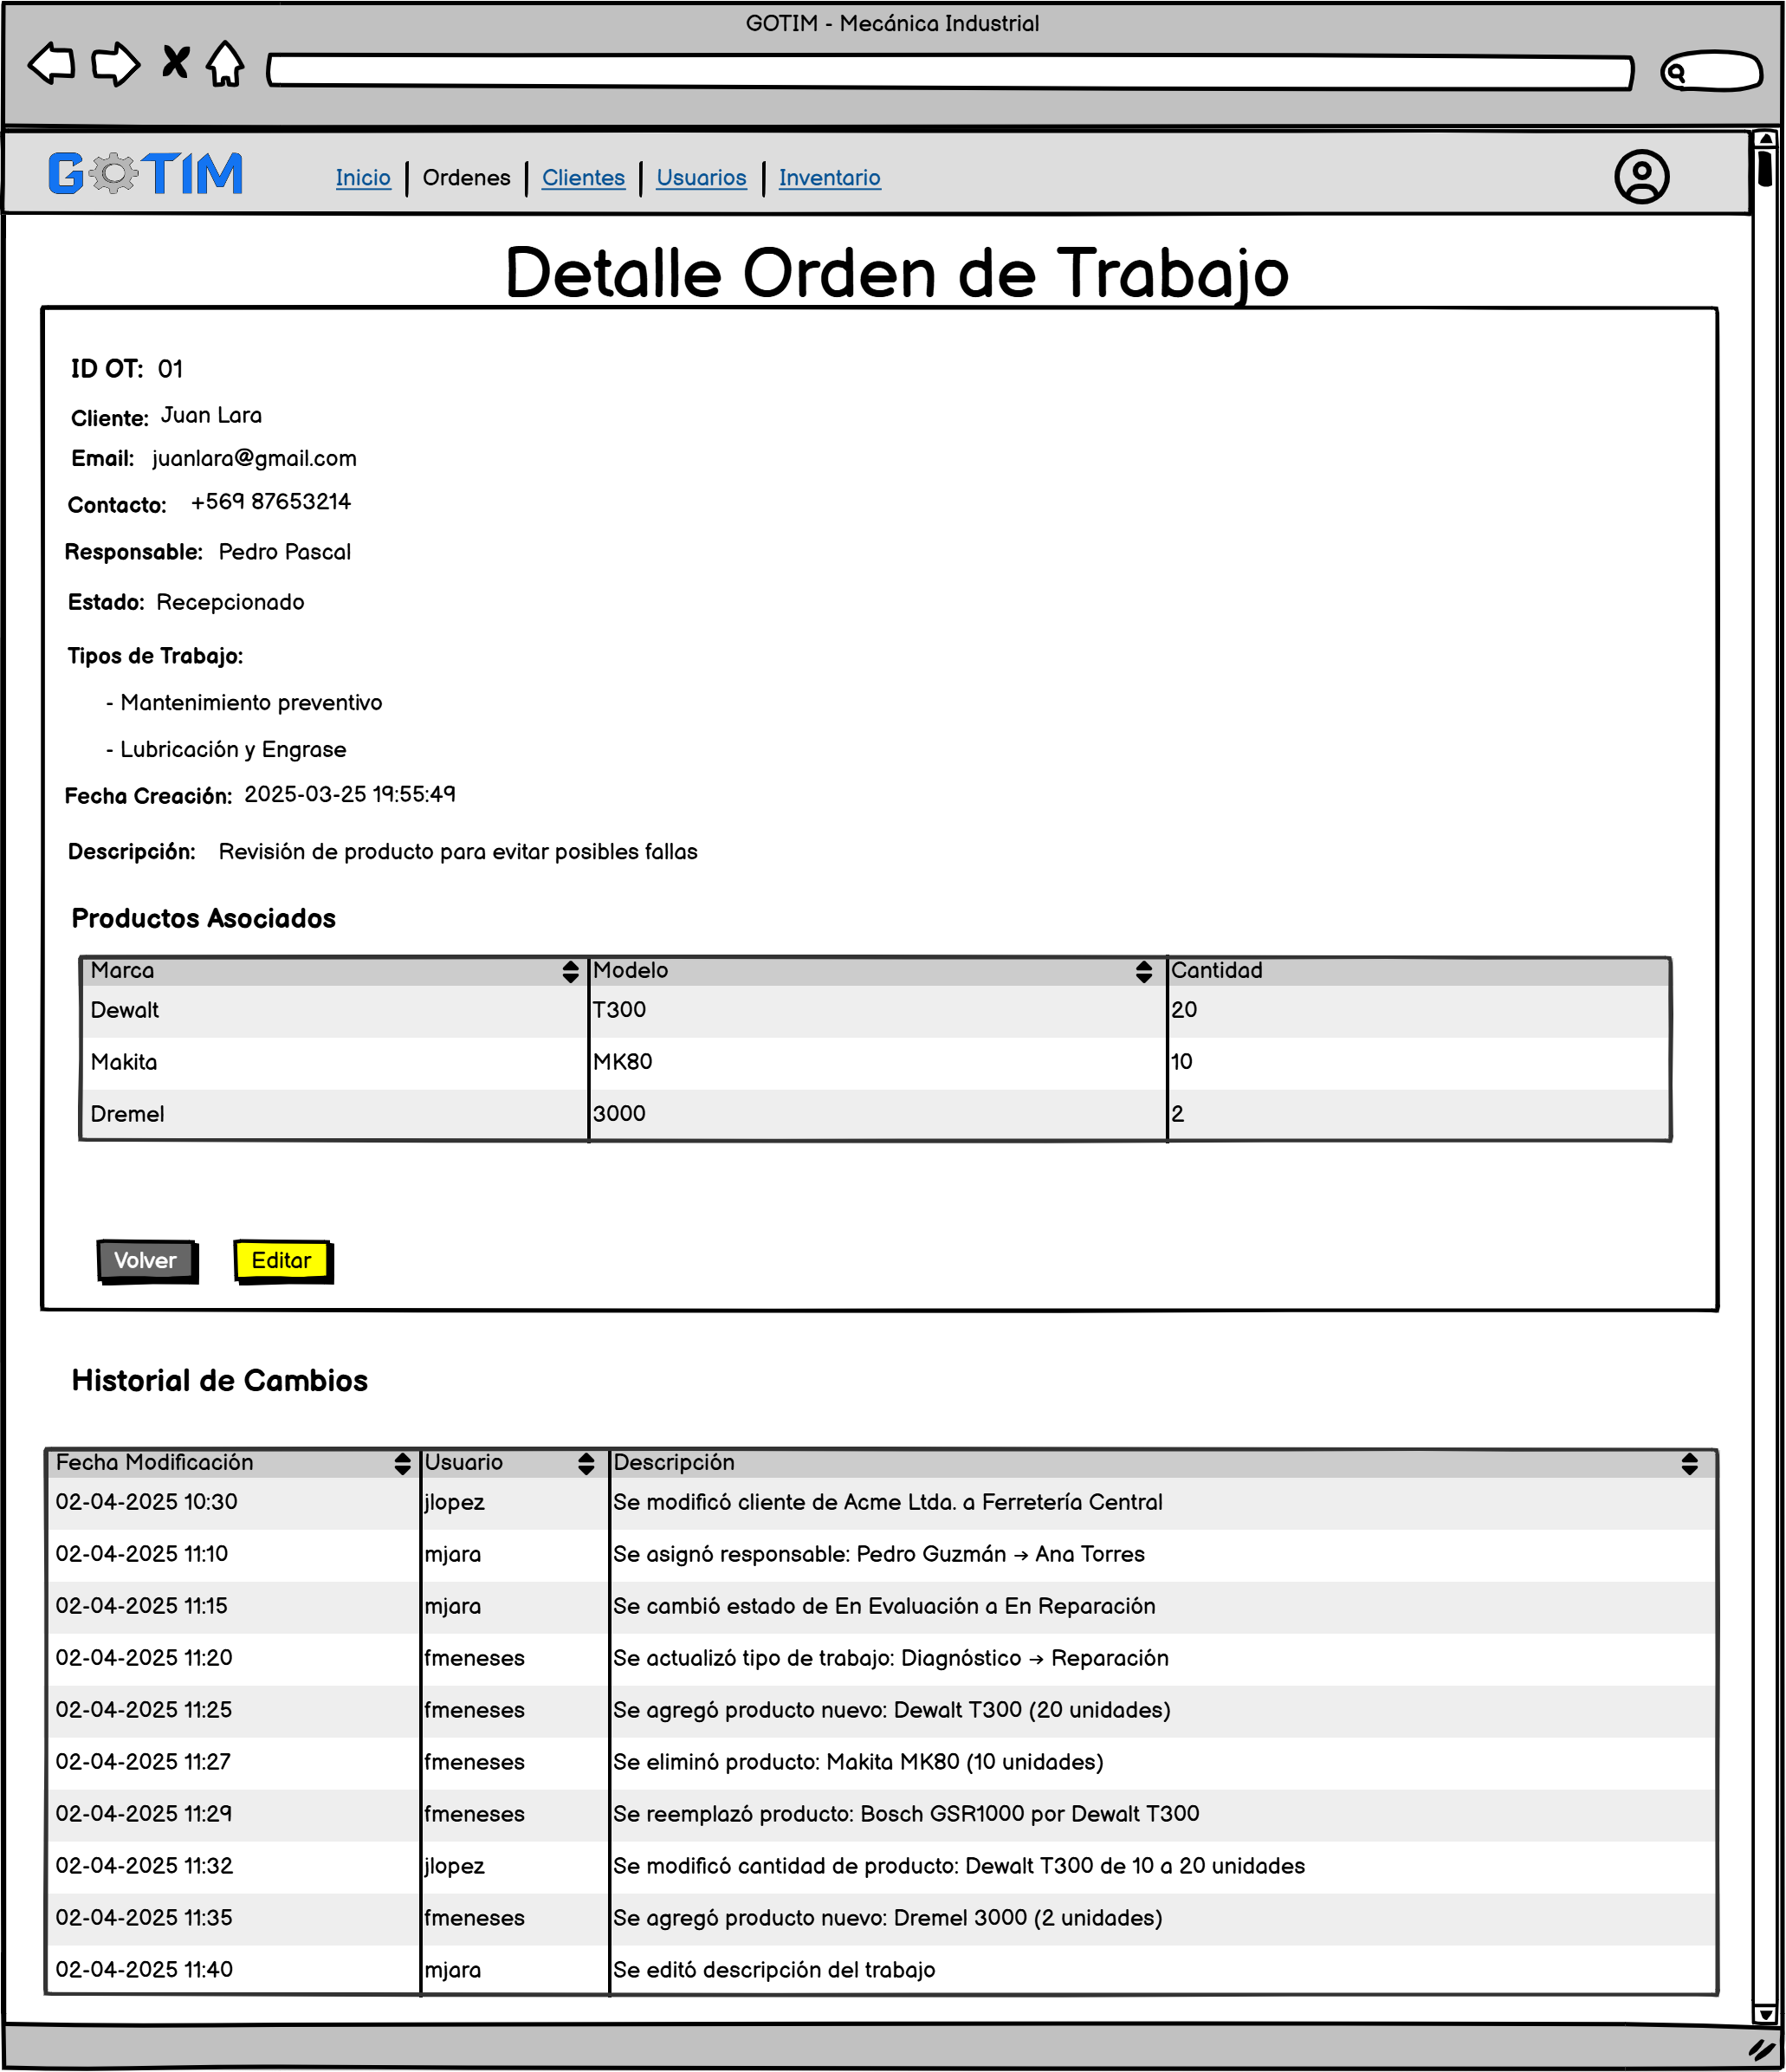 GOTIM - Mecánica Industrial
GOTIM Inicio Ordenes Clientes Usuarios Inventario
Detalle Orden de Trabajo
ID OT: 01
Cliente: Juan Lara
Email: juanlara@gmail.com
Contacto: +569 87653214
Responsable: Pedro Pascal
Estado: Recepcionado
Tipos de Trabajo:
- Mantenimiento preventivo
- Lubricación y Engrase
Fecha Creación: 2025-03-25 19:55:49
Descripción: Revisión de producto para evitar posibles fallas
Productos Asociados
Marca Modelo Cantidad
Dewalt T300 20
Makita MK80 10
Dremel 3000 2
Volver Editar
Historial de Cambios
Fecha Modificación Usuario Descripción
02-04-2025 10:30 jlopez Se modificó cliente de Acme Ltda. a Ferretería Central
02-04-2025 11:10 mjara Se asignó responsable: Pedro Guzmán → Ana Torres
02-04-2025 11:15 mjara Se cambió estado de En Evaluación a En Reparación
02-04-2025 11:20 fmeneses Se actualizó tipo de trabajo: Diagnóstico → Reparación
02-04-2025 11:25 fmeneses Se agregó producto nuevo: Dewalt T300 (20 unidades)
02-04-2025 11:27 fmeneses Se eliminó producto: Makita MK80 (10 unidades)
02-04-2025 11:29 fmeneses Se reemplazó producto: Bosch GSR1000 por Dewalt T300
02-04-2025 11:32 jlopez Se modificó cantidad de producto: Dewalt T300 de 10 a 20 unidades
02-04-2025 11:35 fmeneses Se agregó producto nuevo: Dremel 3000 (2 unidades)
02-04-2025 11:40 mjara Se editó descripción del trabajo